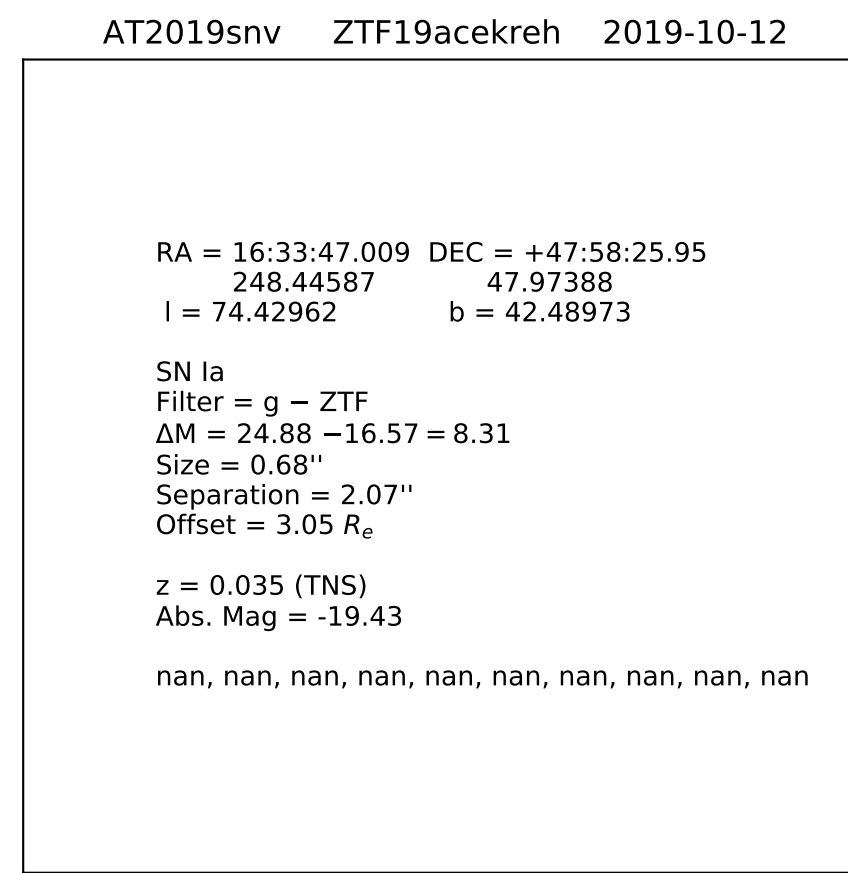 AT2019snv ZTF19acekreh 2019-10-12
RA = 16:33:47.009 DEC = +47:58:25.95
248.44587 47.97388
l = 74.42962 b = 42.48973
SN Ia
Filter = g − ZTF
ΔM = 24.88 −16.57 = 8.31
Size = 0.68''
Separation = 2.07''
Offset = 3.05 Rₑ
z = 0.035 (TNS)
Abs. Mag = -19.43
nan, nan, nan, nan, nan, nan, nan, nan, nan, nan